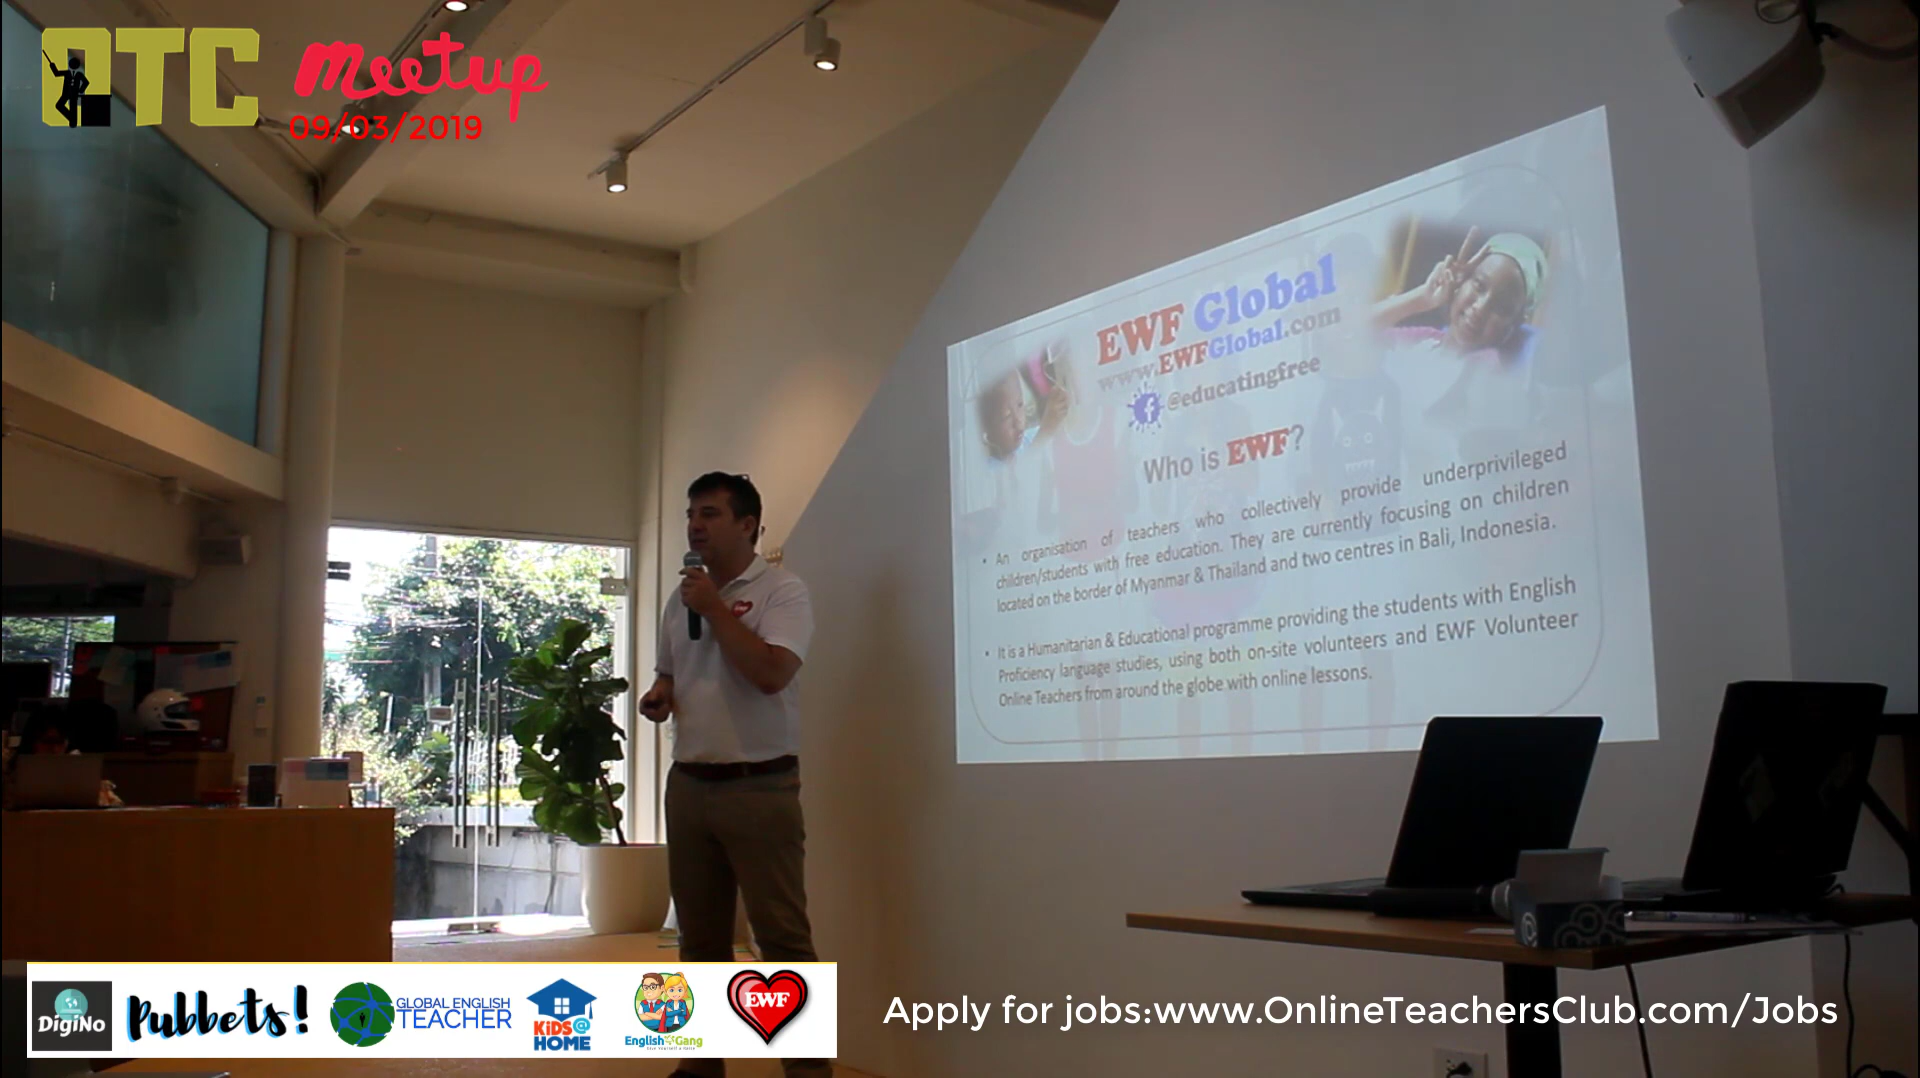 OTC meetup
09/03/2019
EWF Global
www.EWFGlobal.com
@educatingfree
Who is EWF?
• An organisation of teachers who collectively provide underprivileged
children/students with free education. They are currently focusing on children
located on the border of Myanmar & Thailand and two centres in Bali, Indonesia.
• It is a Humanitarian & Educational programme providing the students with English
Proficiency language studies, using both on-site volunteers and EWF Volunteer
Online Teachers from around the globe with online lessons.
DigiNo
Pubbets!
GLOBAL ENGLISH
TEACHER
KiDS@
HOME
English Gang
EWF
Apply for jobs:www.OnlineTeachersClub.com/Jobs